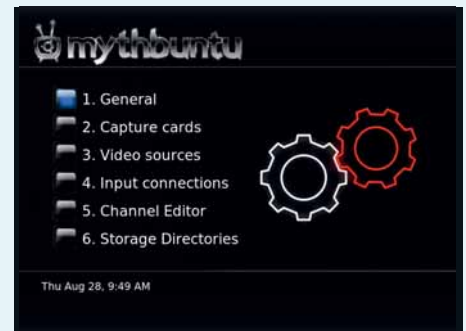 mythbuntu
1. General
2. Capture cards
3. Video sources
4. Input connections
5. Channel Editor
6. Storage Directories
Thu Aug 28, 9:49 AM